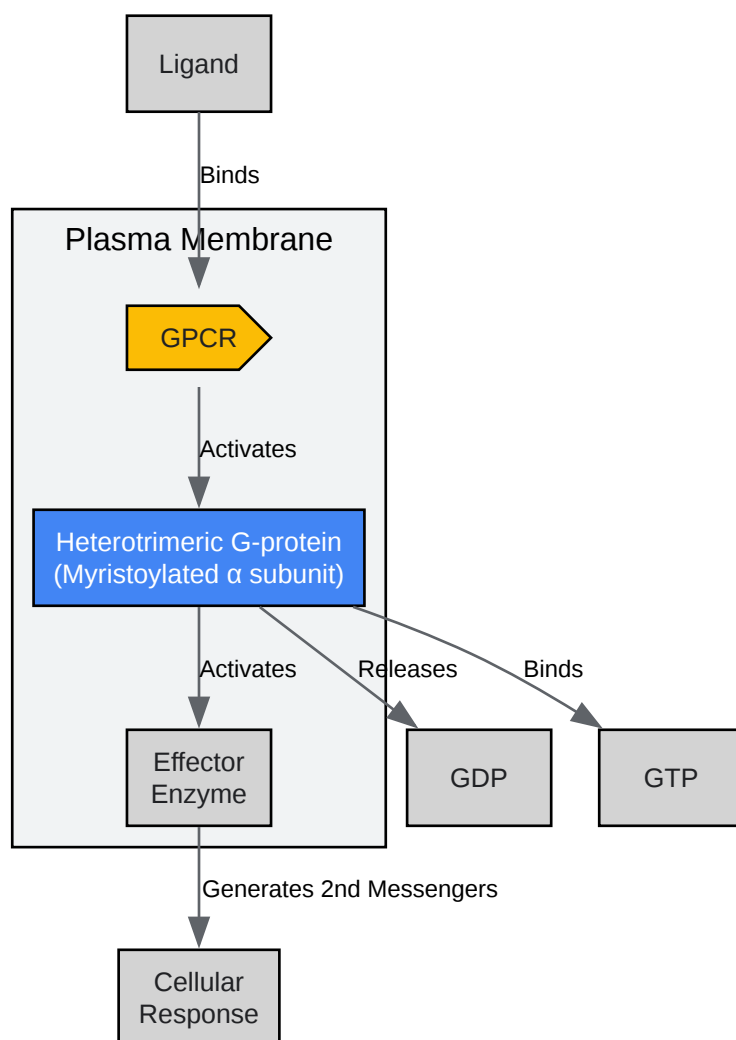 Ligand
Binds
Plasma Membrane
GPCR
Activates
Heterotrimeric G-protein
(Myristoylated α subunit)
Activates
Releases
Binds
Effector
Enzyme
GDP
GTP
Generates 2nd Messengers
Cellular
Response